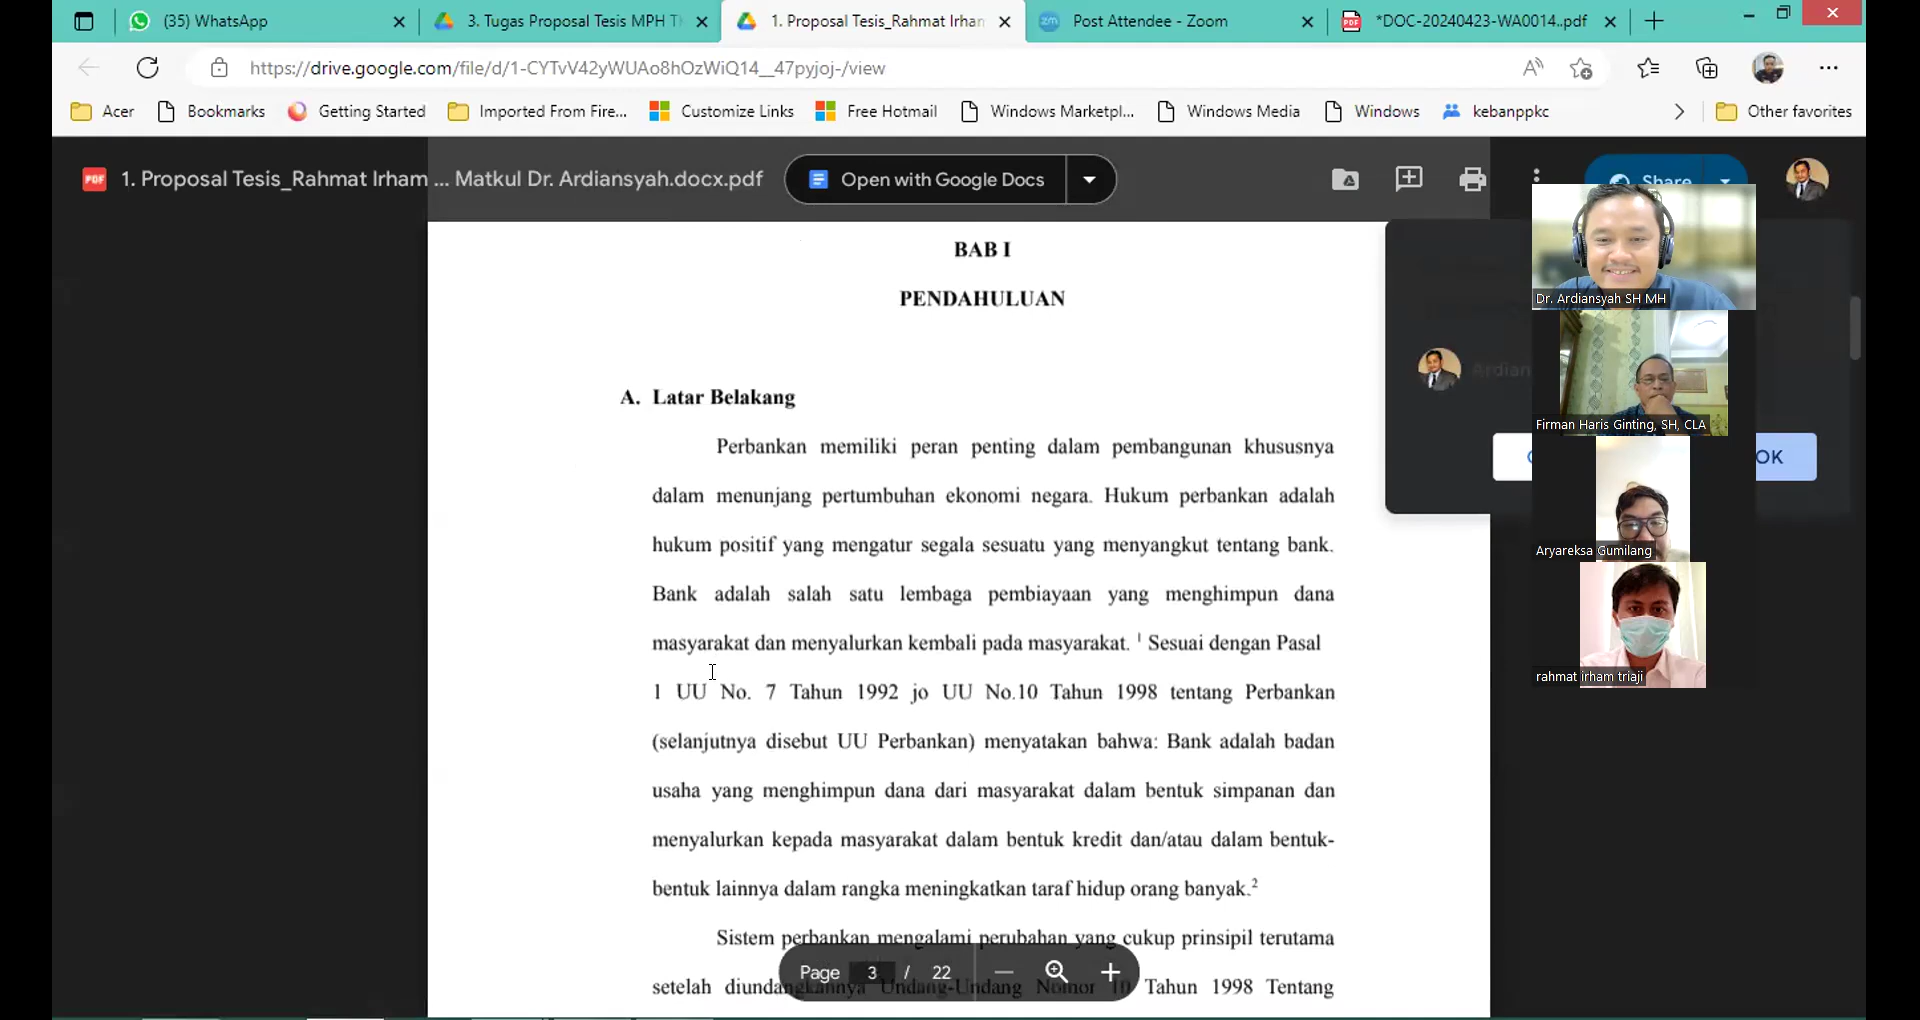 (35) WhatsApp
3. Tugas Proposal Tesis MPH
1. Proposal Tesis_Rahmat Irham
Post Attendee - Zoom
*DOC-20240423-WA0014..pdf
https://drive.google.com/file/d/1-CYTvV42yWUAo8hOzWiQ14__47pyjoj-/view
Acer Bookmarks Getting Started Imported From Fire... Customize Links Free Hotmail Windows Marketpl... Windows Media Windows kebanppkc Other favorites
PDF 1. Proposal Tesis_Rahmat Irham ... Matkul Dr. Ardiansyah.docx.pdf Open with Google Docs Share
BAB I
PENDAHULUAN
A. Latar Belakang
Perbankan memiliki peran penting dalam pembangunan khususnya
dalam menunjang pertumbuhan ekonomi negara. Hukum perbankan adalah
hukum positif yang mengatur segala sesuatu yang menyangkut tentang bank.
Bank adalah salah satu lembaga pembiayaan yang menghimpun dana
masyarakat dan menyalurkan kembali pada masyarakat. 1 Sesuai dengan Pasal
1 UU No. 7 Tahun 1992 jo UU No.10 Tahun 1998 tentang Perbankan
(selanjutnya disebut UU Perbankan) menyatakan bahwa: Bank adalah badan
usaha yang menghimpun dana dari masyarakat dalam bentuk simpanan dan
menyalurkan kepada masyarakat dalam bentuk kredit dan/atau dalam bentuk-
bentuk lainnya dalam rangka meningkatkan taraf hidup orang banyak.2
Sistem perbankan mengalami perubahan yang cukup prinsipil terutama
setelah diundangkannya Undang-Undang Nomor 10 Tahun 1998 Tentang
Page 3 / 22
Ardian
OK
Dr. Ardiansyah SH MH
Firman Haris Ginting, SH, CLA
Aryareksa Gumilang
rahmat irham triaji